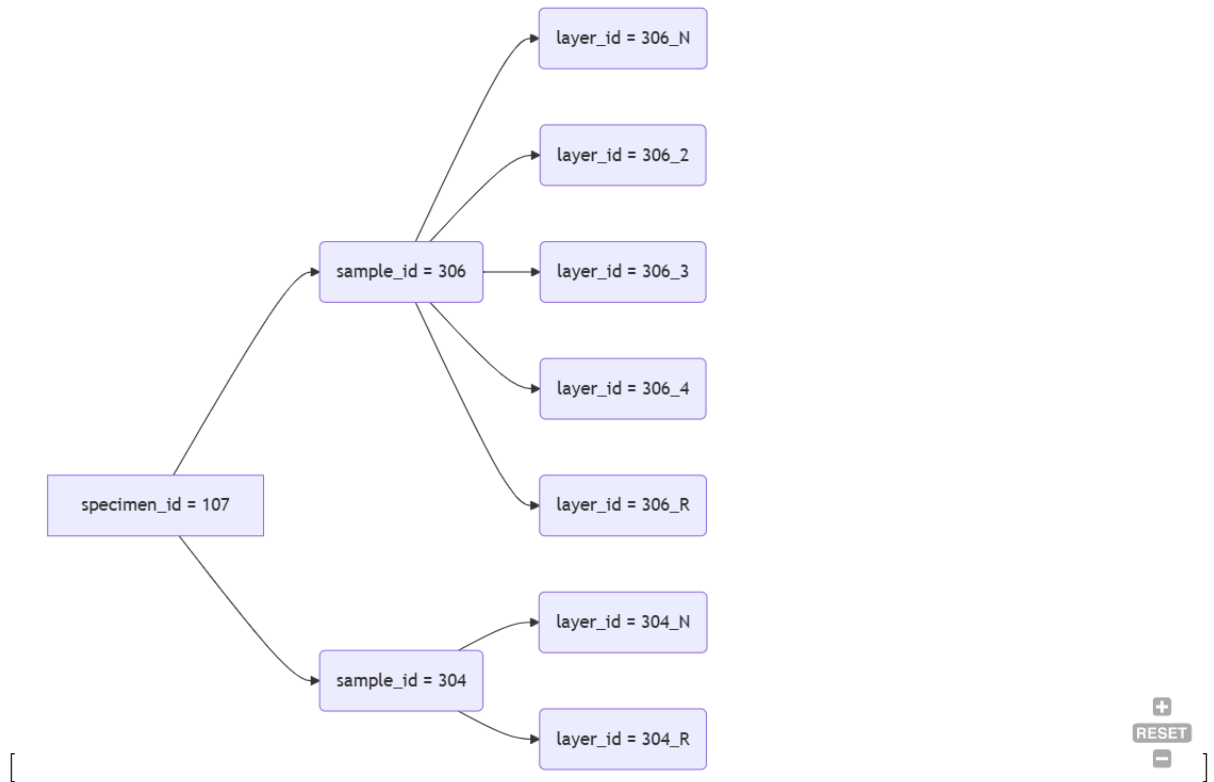 layer_id = 306_N
layer_id = 306_2
sample_id = 306
layer_id = 306_3
layer_id = 306_4
specimen_id = 107
layer_id = 306_R
layer_id = 304_N
sample_id = 304
layer_id = 304_R
+
RESET
−
[
]